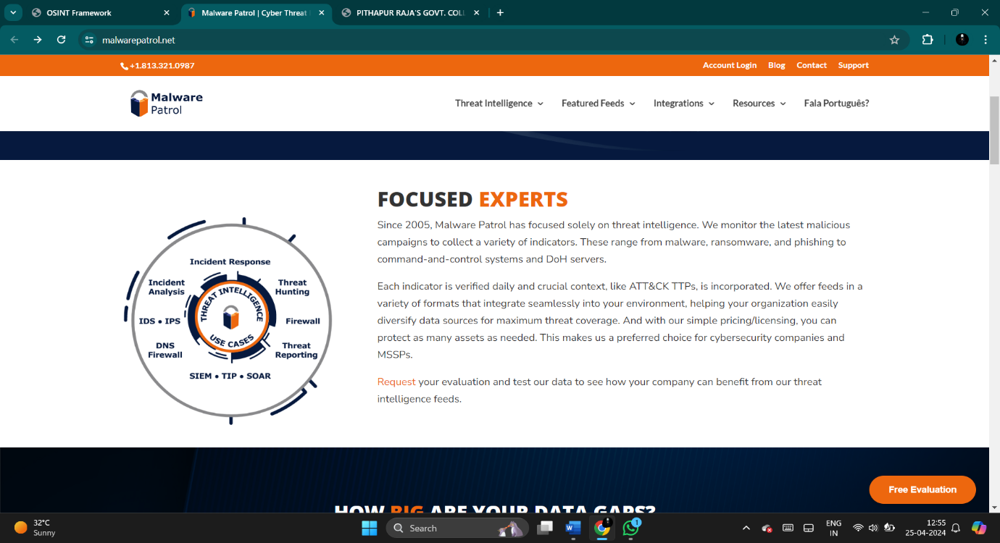 OSINT Framework
Malware Patrol | Cyber Threat
PITHAPUR RAJA'S GOVT. COLL
malwarepatrol.net
+1.813.321.0987
Account Login Blog Contact Support
Malware
Patrol
Threat Intelligence Featured Feeds Integrations Resources Fala Português?
FOCUSED EXPERTS
Since 2005, Malware Patrol has focused solely on threat intelligence. We monitor the latest malicious
campaigns to collect a variety of indicators. These range from malware, ransomware, and phishing to
command-and-control systems and DoH servers.
Each indicator is verified daily and crucial context, like ATT&CK TTPs, is incorporated. We offer feeds in a
variety of formats that integrate seamlessly into your environment, helping your organization easily
diversify data sources for maximum threat coverage. And with our simple pricing/licensing, you can
protect as many assets as needed. This makes us a preferred choice for cybersecurity companies and
MSSPs.
Request your evaluation and test our data to see how your company can benefit from our threat
intelligence feeds.
Incident Response
Incident
Analysis
Threat
Hunting
IDS • IPS
Firewall
DNS
Firewall
Threat
Reporting
SIEM • TIP • SOAR
THREAT INTELLIGENCE
USE CASES
HOW BIG ARE YOUR DATA GAPS?
Free Evaluation
32°C
Sunny
Search
1
ENG
IN
12:55
25-04-2024